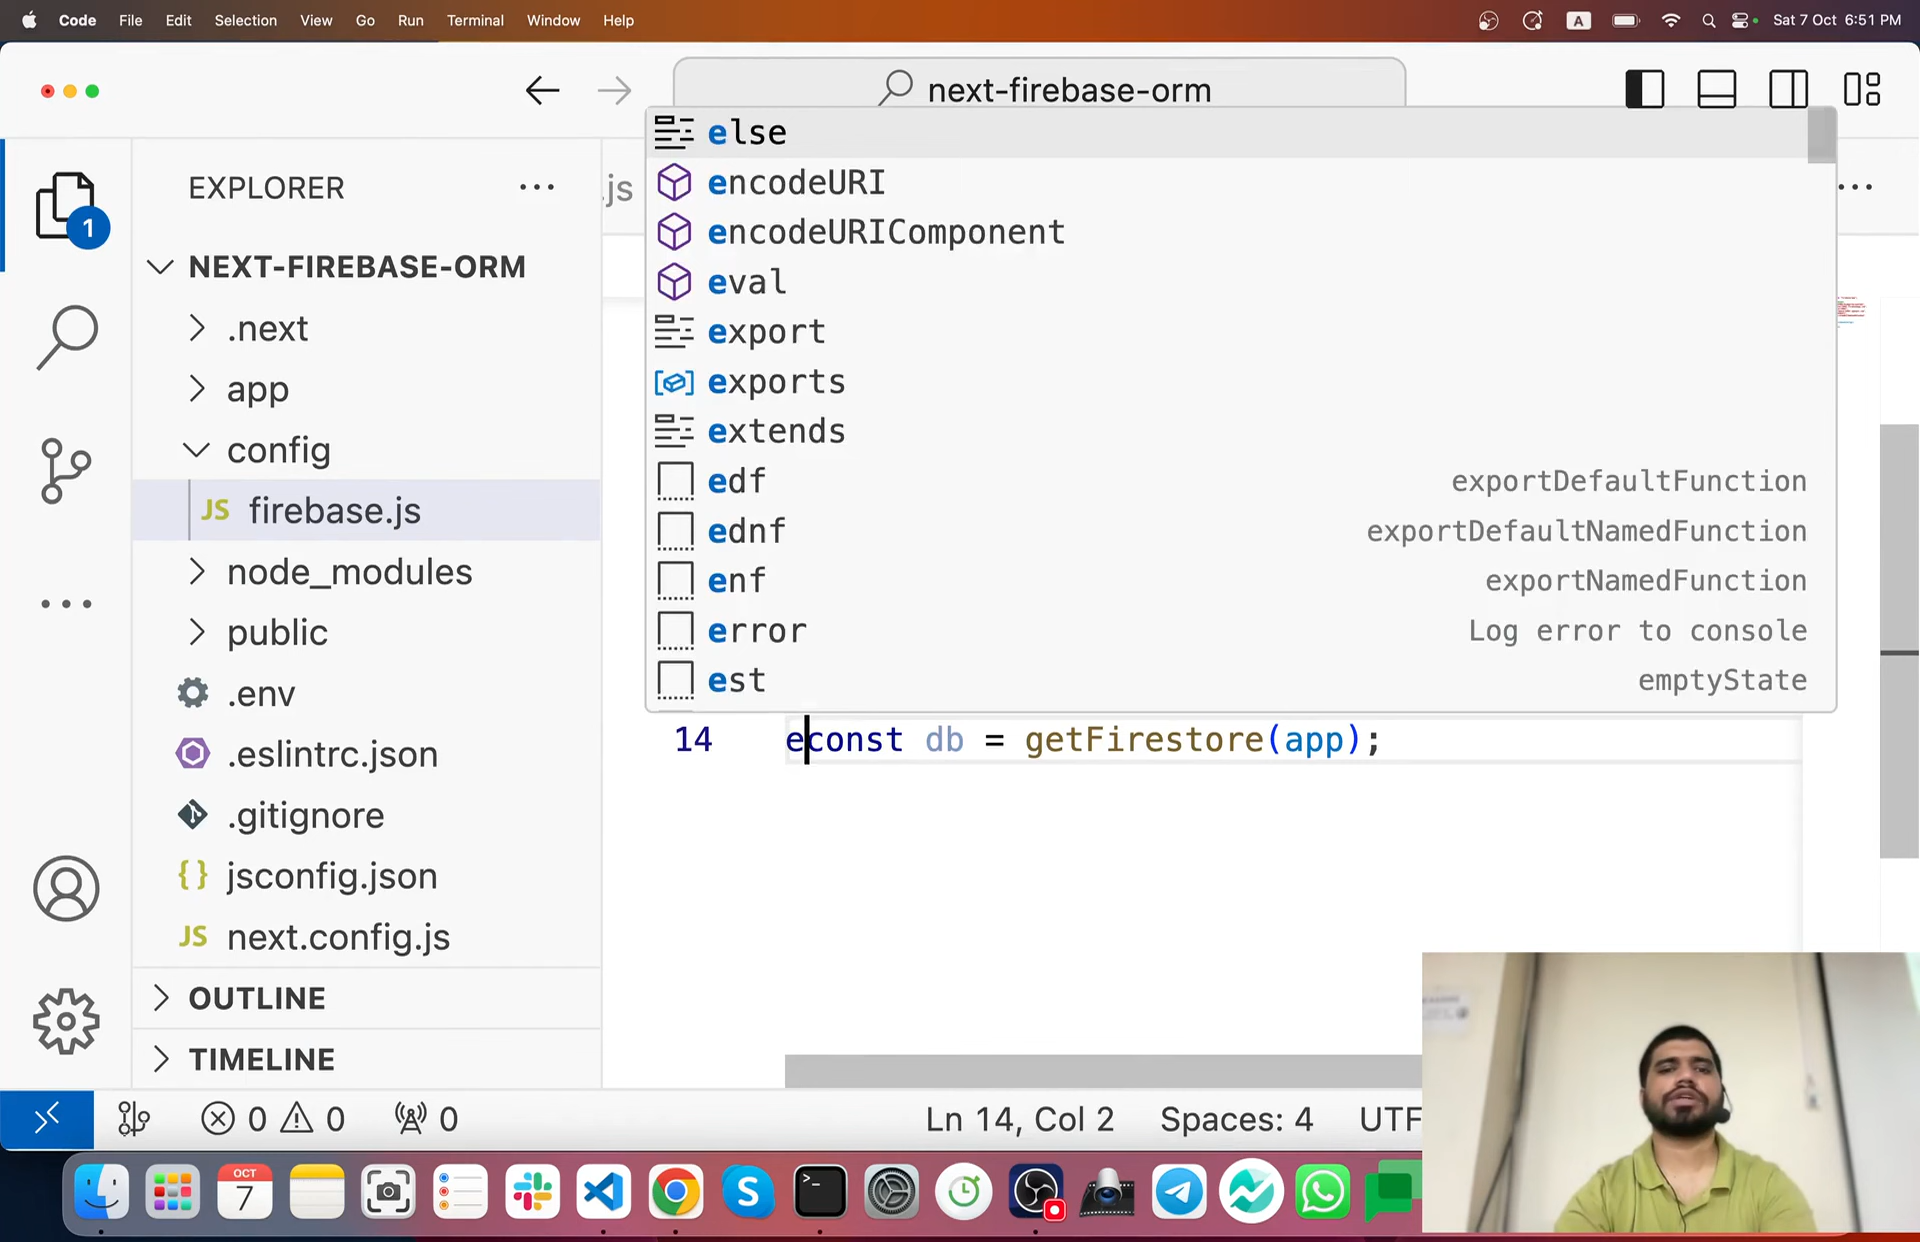 Code File Edit Selection View Go Run Terminal Window Help A Sat 7 Oct 6:51 PM
next-firebase-orm
EXPLORER
.js
1
NEXT-FIREBASE-ORM
.next
app
config
JS firebase.js
node_modules
public
.env
.eslintrc.json
.gitignore
{} jsconfig.json
JS next.config.js
OUTLINE
TIMELINE
else
encodeURI
encodeURIComponent
eval
export
exports
extends
edf exportDefaultFunction
ednf exportDefaultNamedFunction
enf exportNamedFunction
error Log error to console
est emptyState
14 econst db = getFirestore(app);
0 0 0 Ln 14, Col 2 Spaces: 4 UTF
OCT
7